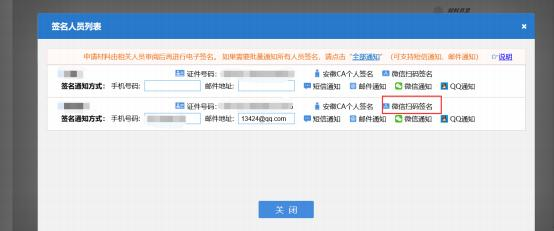 签名人员列表 ×
申请材料由相关人员审阅后再进行电子签名。如果需要批量通知所有人员签名，请点击“全部通知”（可支持短信通知、邮件通知） 说明
证件号码： 安徽CA个人签名 微信扫码签名
签名通知方式： 手机号码： 邮件地址： 短信通知 邮件通知 微信通知 QQ通知
证件号码： 安徽CA个人签名 微信扫码签名
签名通知方式： 手机号码： 邮件地址： 13424@qq.com 短信通知 邮件通知 微信通知 QQ通知
关 闭